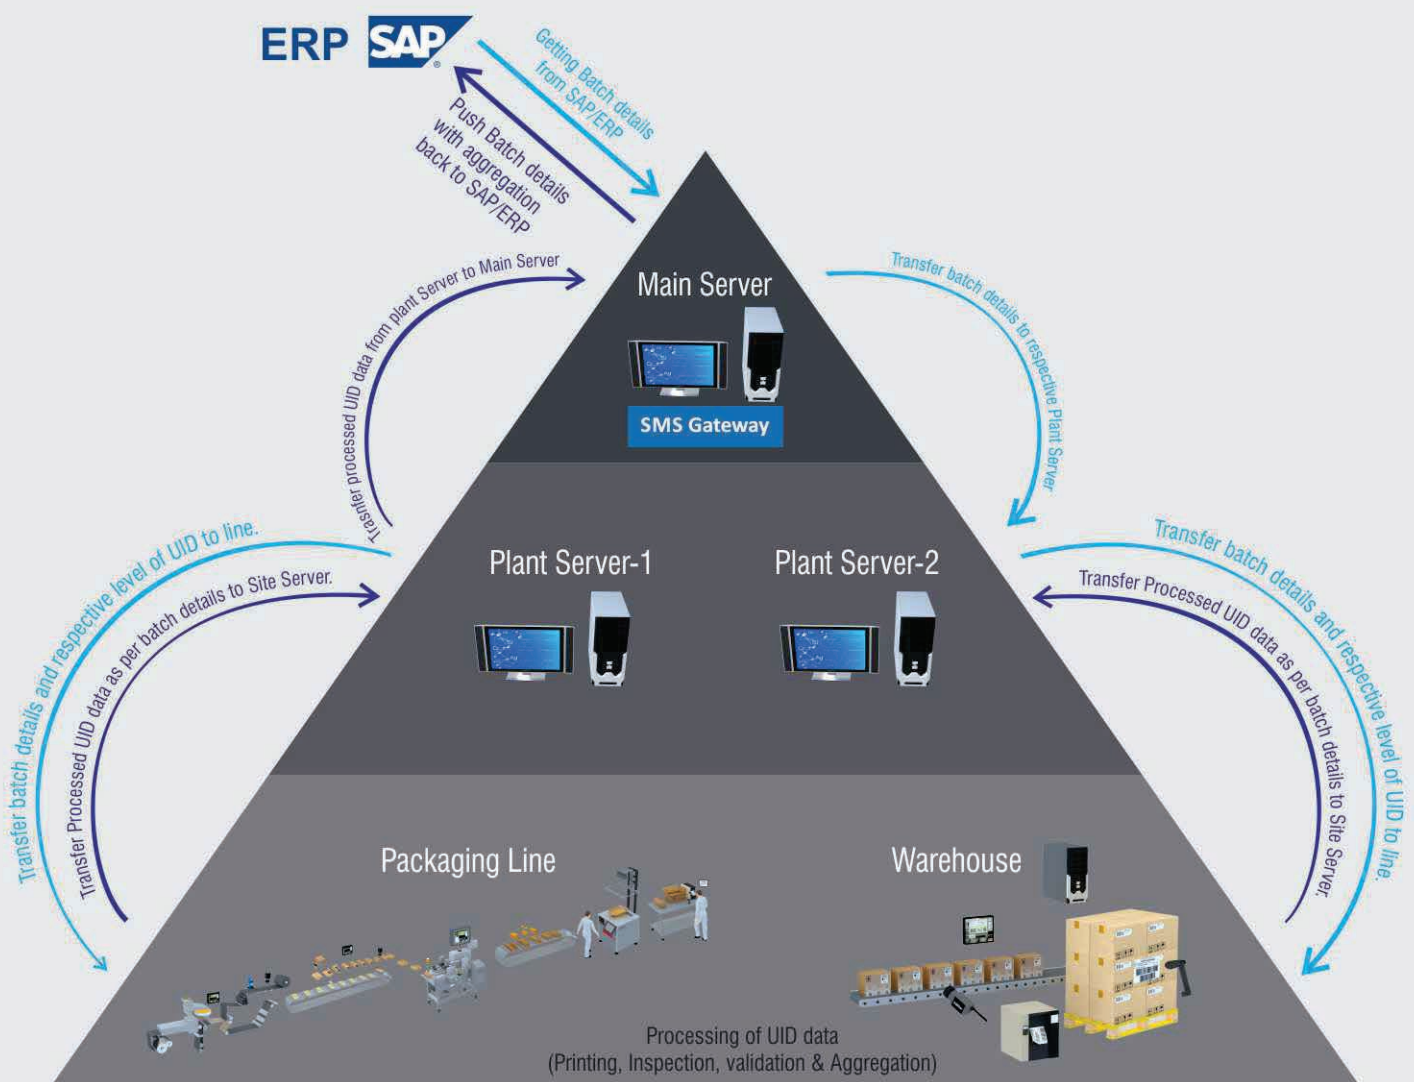 ERP SAP®
Getting Batch details
from SAP/ERP
Push Batch details
with aggregation
back to SAP/ERP
Trasnfer processed UID data from plant Server to Main Server
Main Server
SMS Gateway
Transfer batch details to respective Plant Server
Transfer batch details and respective level of UID to line.
Transfer Processed UID data as per batch details to Site Server.
Plant Server-1
Plant Server-2
Transfer batch details and respective level of UID to line.
Transfer Processed UID data as per batch details to Site Server.
Packaging Line
Warehouse
Processing of UID data
(Printing, Inspection, validation & Aggregation)